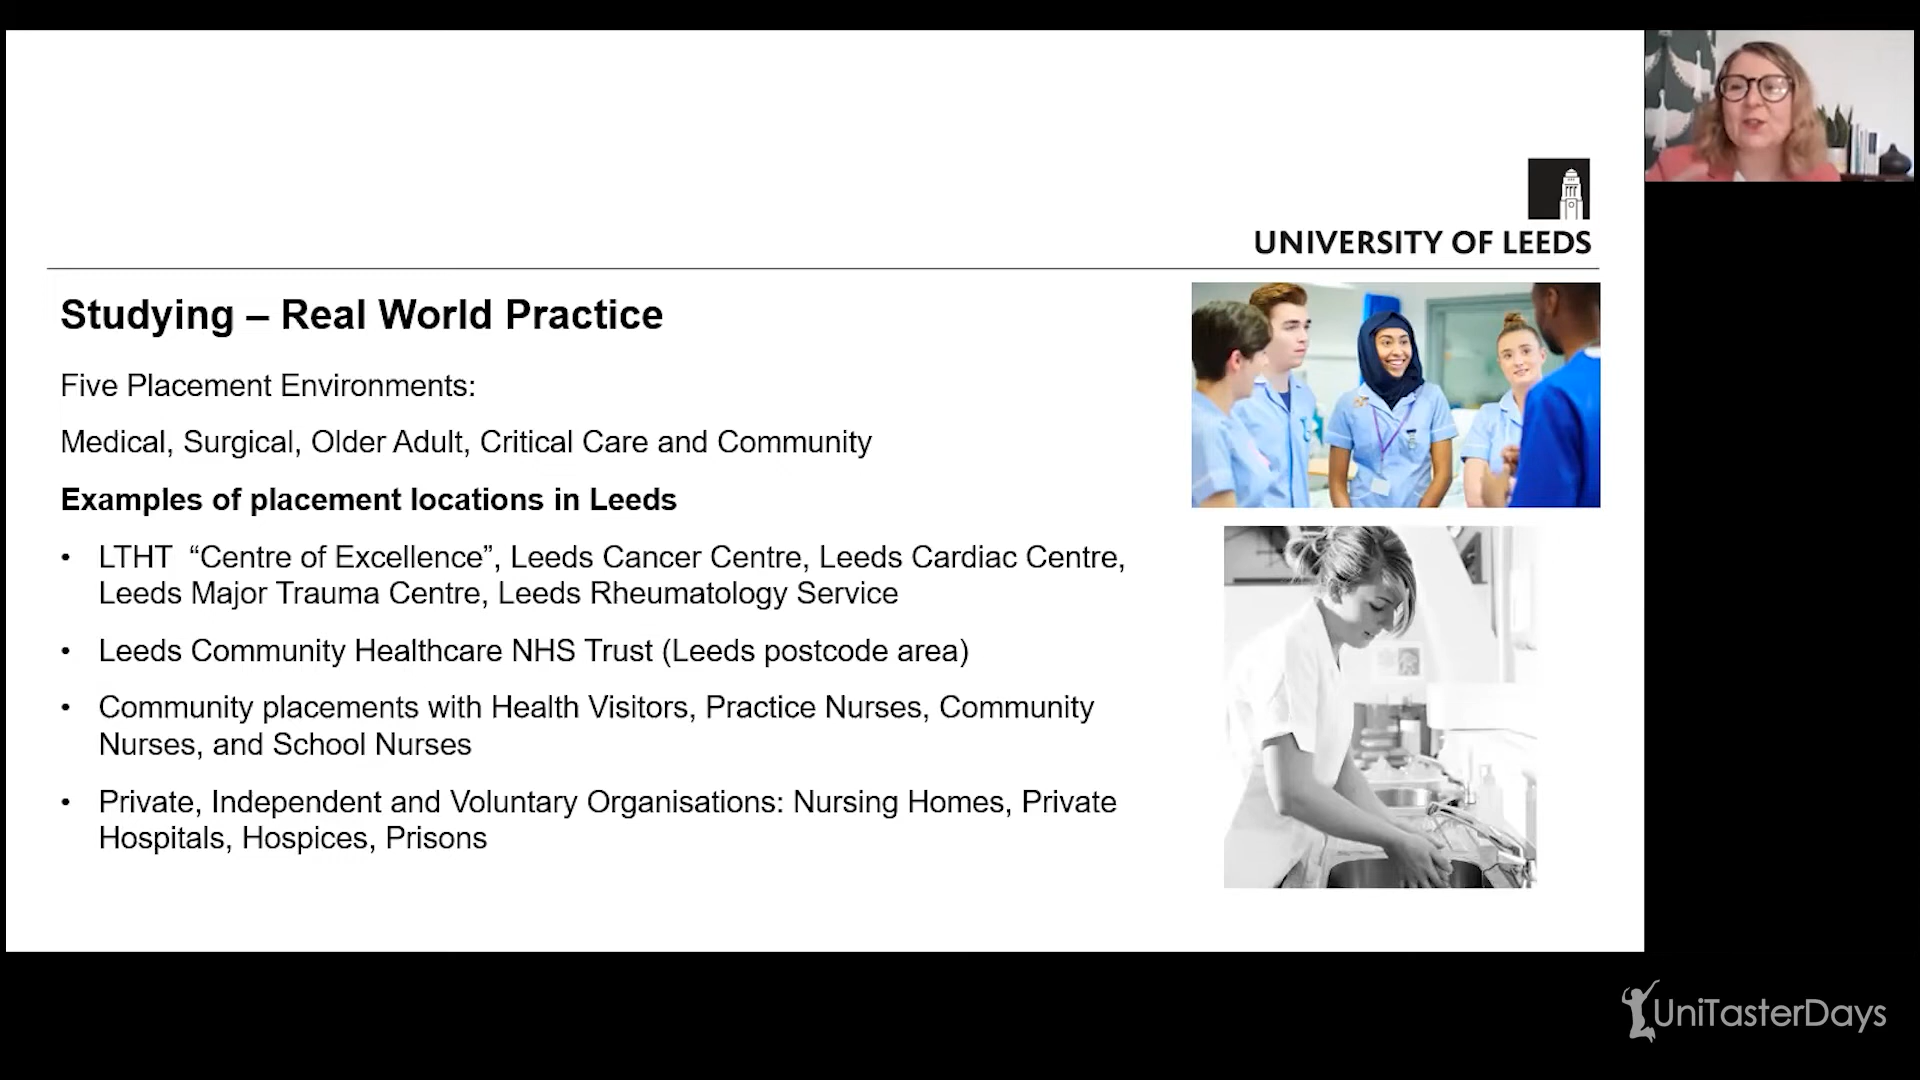 UNIVERSITY OF LEEDS
Studying – Real World Practice
Five Placement Environments:
Medical, Surgical, Older Adult, Critical Care and Community
Examples of placement locations in Leeds
• LTHT “Centre of Excellence”, Leeds Cancer Centre, Leeds Cardiac Centre,
Leeds Major Trauma Centre, Leeds Rheumatology Service
• Leeds Community Healthcare NHS Trust (Leeds postcode area)
• Community placements with Health Visitors, Practice Nurses, Community
Nurses, and School Nurses
• Private, Independent and Voluntary Organisations: Nursing Homes, Private
Hospitals, Hospices, Prisons
UniTasterDays